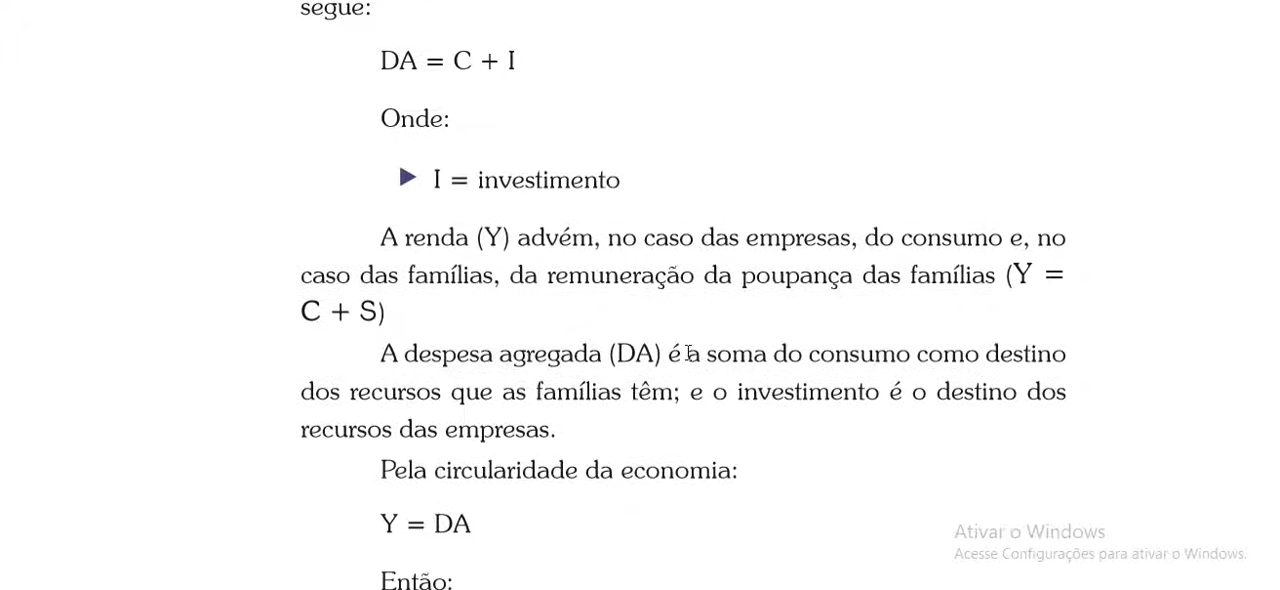 segue:
DA = C + I
Onde:
I = investimento
A renda (Y) advém, no caso das empresas, do consumo e, no
caso das famílias, da remuneração da poupança das famílias (Y =
C + S)
A despesa agregada (DA) é a soma do consumo como destino
dos recursos que as famílias têm; e o investimento é o destino dos
recursos das empresas.
Pela circularidade da economia:
Y = DA
Ativar o Windows
Acesse Configurações para ativar o Windows.
Então: